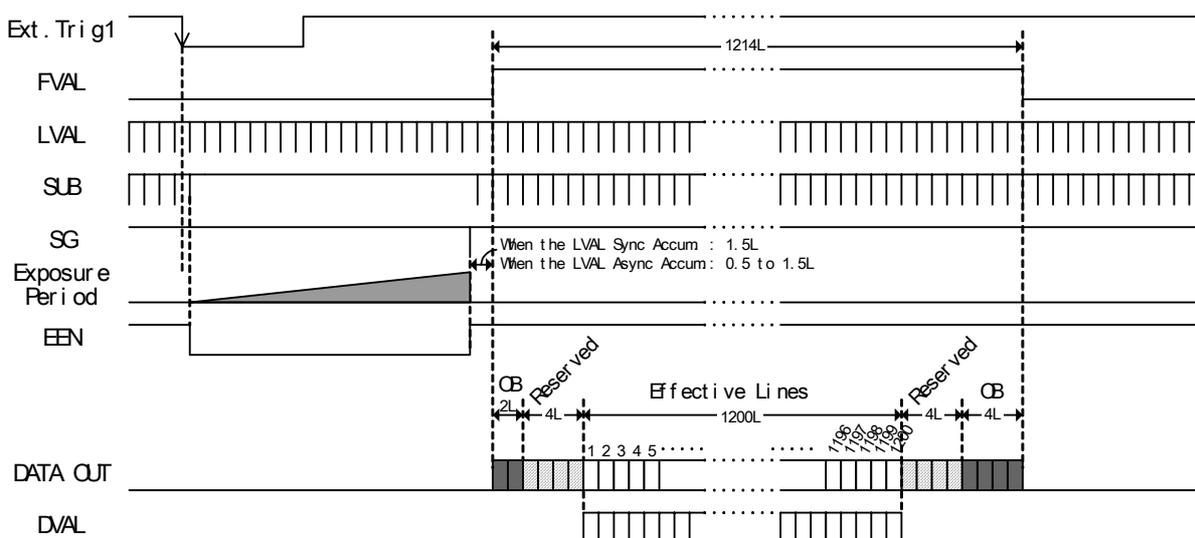 Ext. Trig1
1214L
FVAL
LVAL
SUB
SG
When the LVAL Sync Accum : 1.5L
When the LVAL Async Accum : 0.5 to 1.5L
Exposure
Period
EEN
OB
2L
Reserved
4L
Effective Lines
1200L
Reserved
4L
OB
4L
1 2 3 4 5
1196
1197
1198
1199
1200
DATA OUT
DVAL